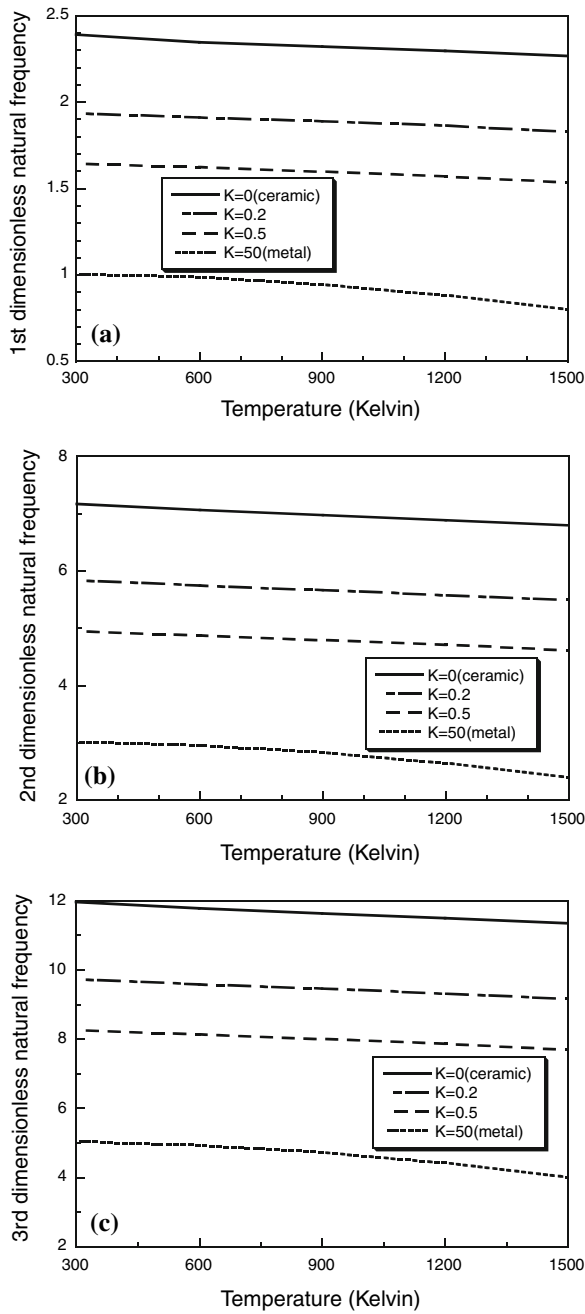 2.5
2
1.5
1
0.5
1st dimensionless natural frequency
K=0(ceramic)
K=0.2
K=0.5
K=50(metal)
(a)
300 600 900 1200 1500
Temperature (Kelvin)
8
6
4
2
2nd dimensionless natural frequency
K=0(ceramic)
K=0.2
K=0.5
K=50(metal)
(b)
300 600 900 1200 1500
Temperature (Kelvin)
12
10
8
6
4
2
3rd dimensionless natural frequency
K=0(ceramic)
K=0.2
K=0.5
K=50(metal)
(c)
300 600 900 1200 1500
Temperature (Kelvin)